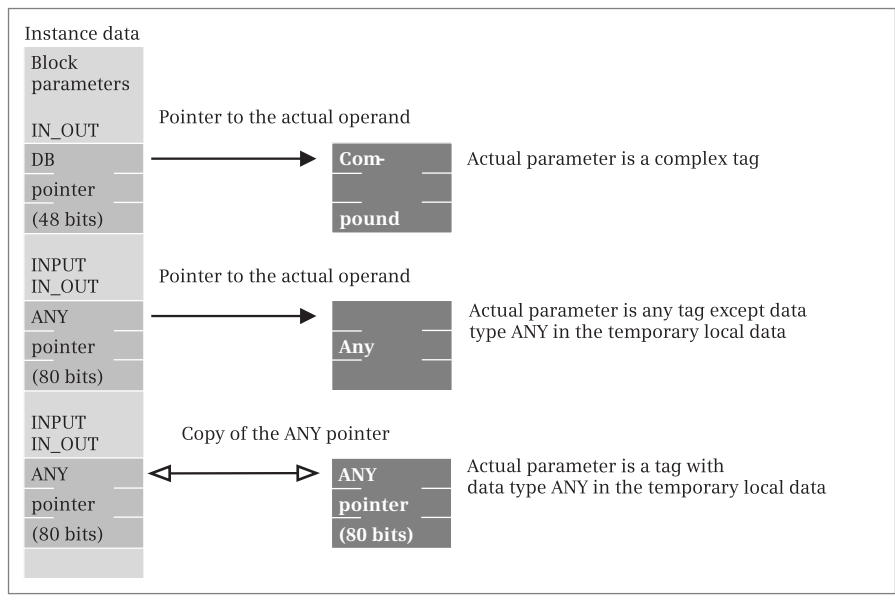 Instance data
Block
parameters
IN_OUT
Pointer to the actual operand
DB
pointer
(48 bits)
Com-
pound
Actual parameter is a complex tag
INPUT
IN_OUT
Pointer to the actual operand
ANY
pointer
(80 bits)
Any
Actual parameter is any tag except data
type ANY in the temporary local data
INPUT
IN_OUT
Copy of the ANY pointer
ANY
pointer
(80 bits)
ANY
pointer
(80 bits)
Actual parameter is a tag with
data type ANY in the temporary local data